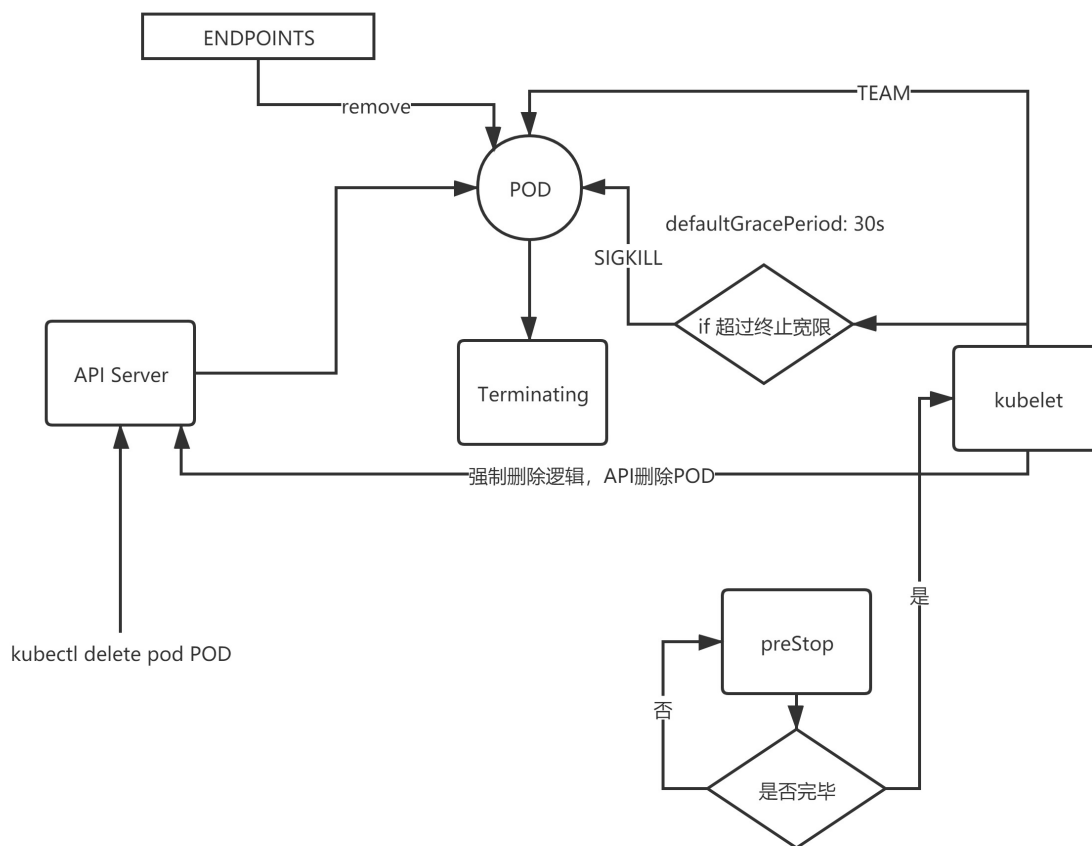 ENDPOINTS
remove
TEAM
POD
defaultGracePeriod: 30s
SIGKILL
if 超过终止宽限
API Server
Terminating
kubelet
强制删除逻辑，API删除POD
是
kubectl delete pod POD
preStop
否
是否完毕